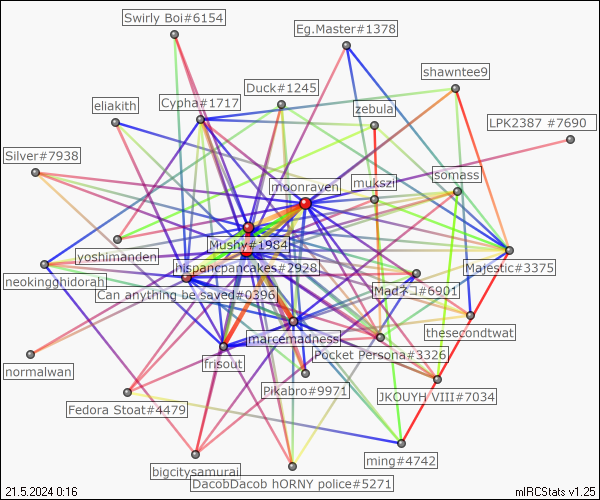 Swirly Boi#6154
Eg.Master#1378
shawntee9
Duck#1245
eliakith
Cypha#1717
zebula
LPK2387 #7690
Silver#7938
moonraven
mukszi
somass
yoshimanden
Mushy#1984
hispancpancakes#2928
Majestic#3375
neokingghidorah
Can anything be saved#0396
Madネコ#6901
marcemadness
thesecondtwat
Pocket Persona#3326
normalwan
frisout
Pikabro#9971
JKOUYH VIII#7034
Fedora Stoat#4479
bigcitysamurai
ming#4742
DacobDacob hORNY police#5271
21.5.2024 0:16
mIRCStats v1.25